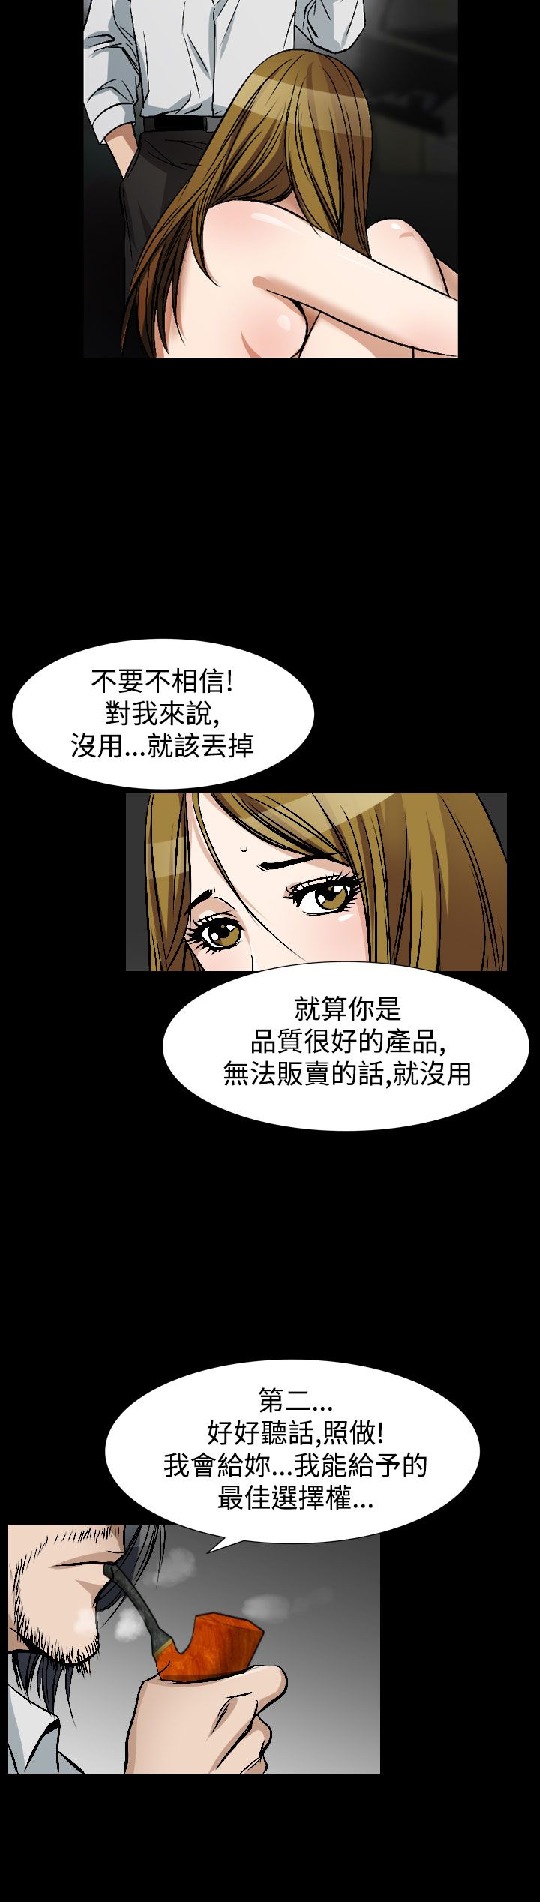 不要不相信!
對我來說,
沒用...就該丟掉
就算你是
品質很好的產品,
無法販賣的話,就沒用
第二...
好好聽話,照做!
我會給妳...我能給予的
最佳選擇權...